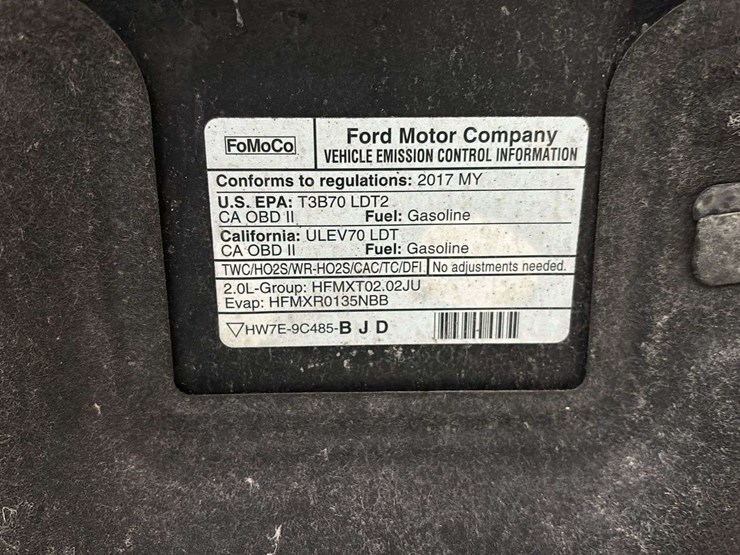 FoMoCo
Ford Motor Company
VEHICLE EMISSION CONTROL INFORMATION
Conforms to regulations: 2017 MY
U.S. EPA: T3B70 LDT2
CA OBD II Fuel: Gasoline
California: ULEV70 LDT
CA OBD II Fuel: Gasoline
TWC/HO2S/WR-HO2S/CAC/TC/DFI. No adjustments needed.
2.0L-Group: HFMXT02.02JU
Evap: HFMXR0135NBB
▽HW7E-9C485-B J D